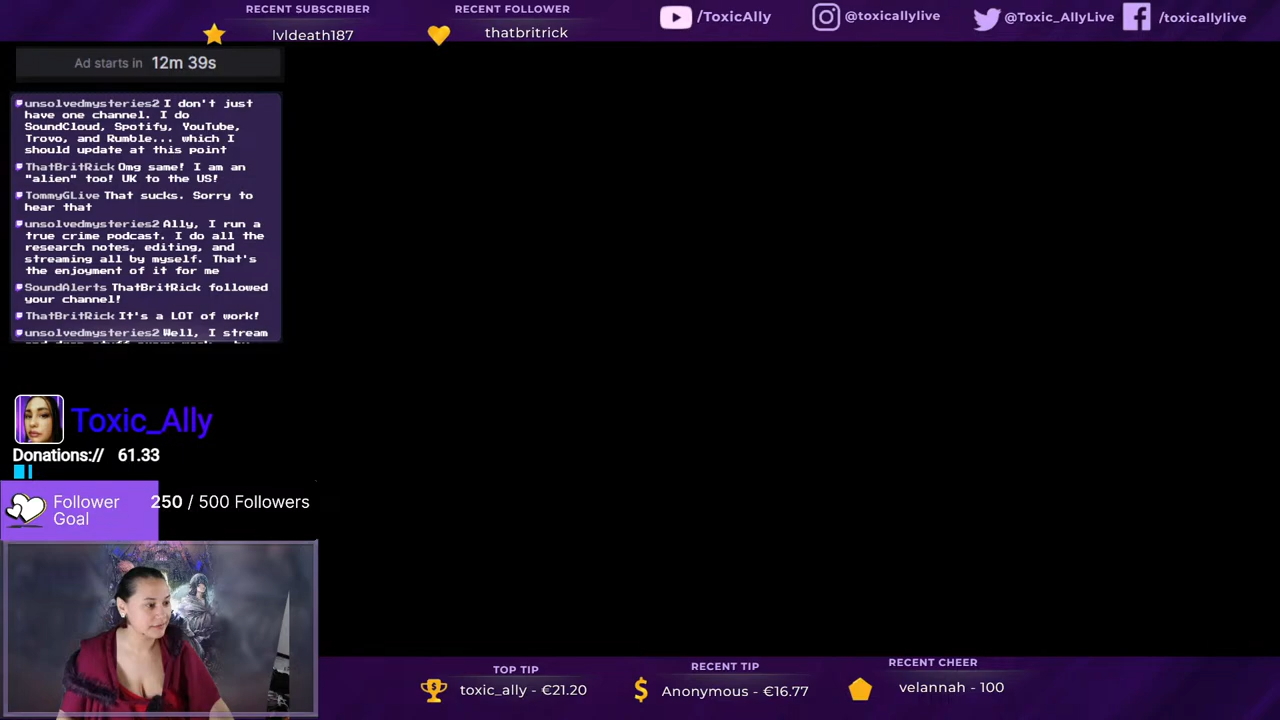 RECENT SUBSCRIBER
lvldeath187
RECENT FOLLOWER
thatbritrick
/ToxicAlly
@toxicallylive
@Toxic_AllyLive
/toxicallylive
Ad starts in 12m 39s
unsolvedmysteries2 I don't just
have one channel. I do
SoundCloud, Spotify, YouTube,
Trovo, and Rumble... which I
should update at this point
ThatBritRick Omg same! I am an
"alien" too! UK to the US!
TommyGLive That sucks. Sorry to
hear that
unsolvedmysteries2 Ally, I run a
true crime podcast. I do all the
research notes, editing, and
streaming all by myself. That's
the enjoyment of it for me
SoundAlerts ThatBritRick followed
your channel!
ThatBritRick It's a LOT of work!
unsolvedmysteries2 Well, I stream
Toxic_Ally
Donations:// 61.33
Follower
Goal
250 / 500 Followers
TOP TIP
toxic_ally - €21.20
RECENT TIP
Anonymous - €16.77
RECENT CHEER
velannah - 100